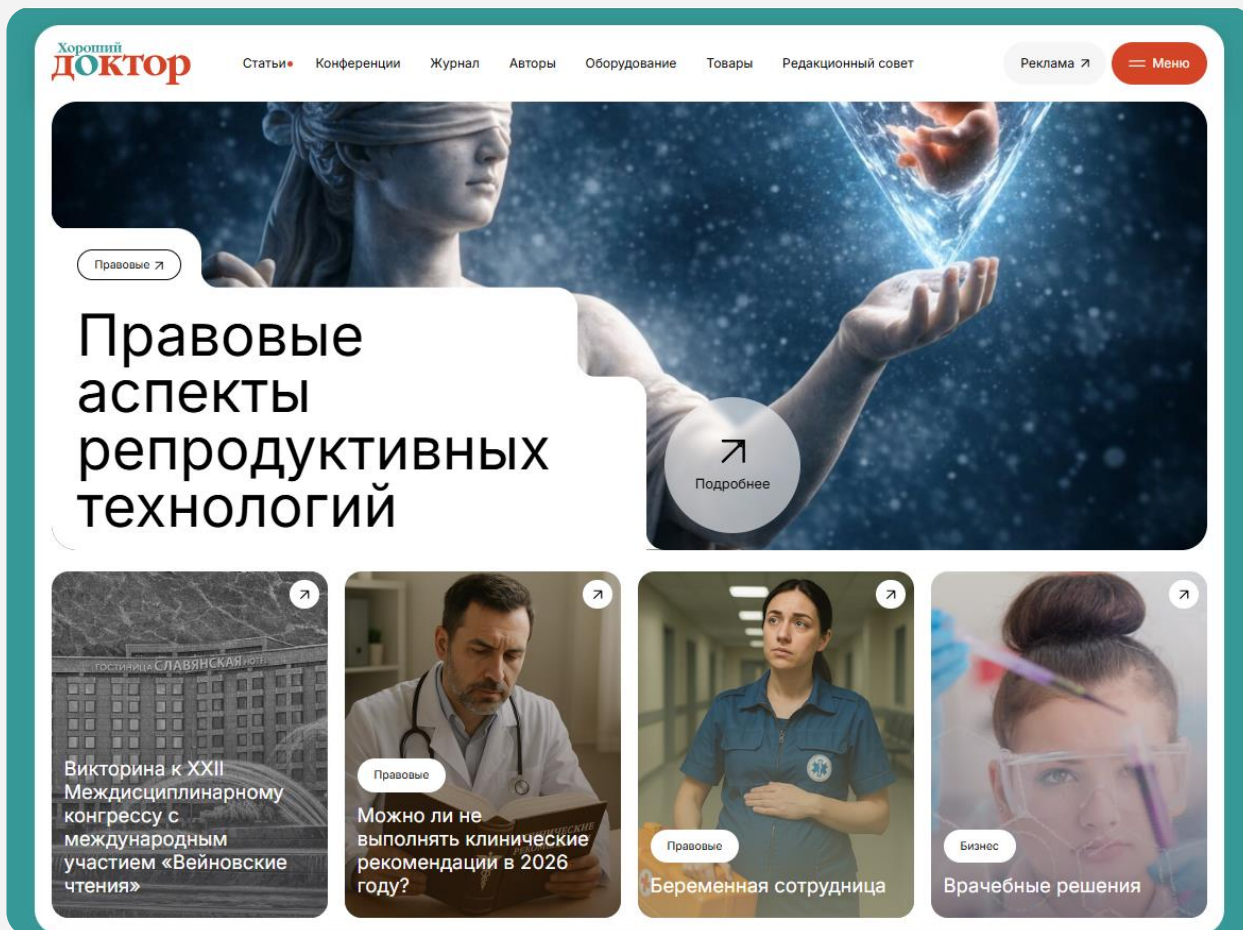 Хороший
доктор
Статьи
Конференции
Журнал
Авторы
Оборудование
Товары
Редакционный совет
Реклама
Меню
Правовые
Правовые
аспекты
репродуктивных
технологий
Подробнее
ГОСТИНИЦА СЛАВЯНСКАЯ HOTEL
Викторина к XXII
Междисциплинарному
конгрессу с
международным
участием «Вейновские
чтения»
Правовые
Можно ли не
выполнять клинические
рекомендации в 2026
году?
Правовые
Беременная сотрудница
Бизнес
Врачебные решения